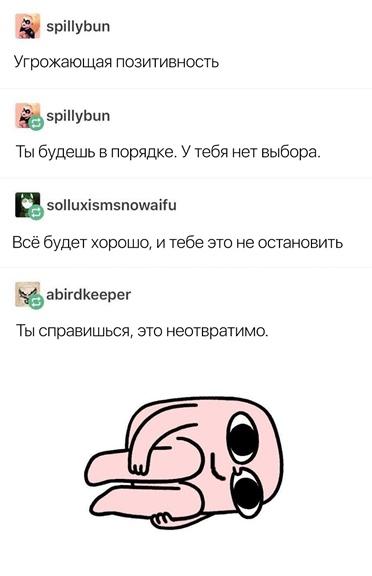 spillybun
Угрожающая позитивность
spillybun
Ты будешь в порядке. У тебя нет выбора.
solluxismsnowaifu
Всё будет хорошо, и тебе это не остановить
abirdkeeper
Ты справишься, это неотвратимо.